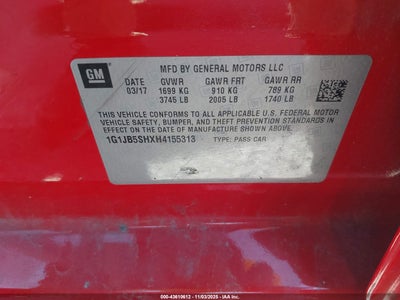 GM
MFD BY GENERAL MOTORS LLC
DATE GVWR GAWR FRT GAWR RR
03/17 1699 KG 910 KG 789 KG
3745 LB 2005 LB 1740 LB
THIS VEHICLE CONFORMS TO ALL APPLICABLE U.S. FEDERAL MOTOR
VEHICLE SAFETY, BUMPER, AND THEFT PREVENTION STANDARDS IN
EFFECT ON THE DATE OF MANUFACTURE SHOWN ABOVE.
1G1JB5SHXH4155313 TYPE: PASS CAR
000-43610613 - 11/03/2025 - IAAI.com